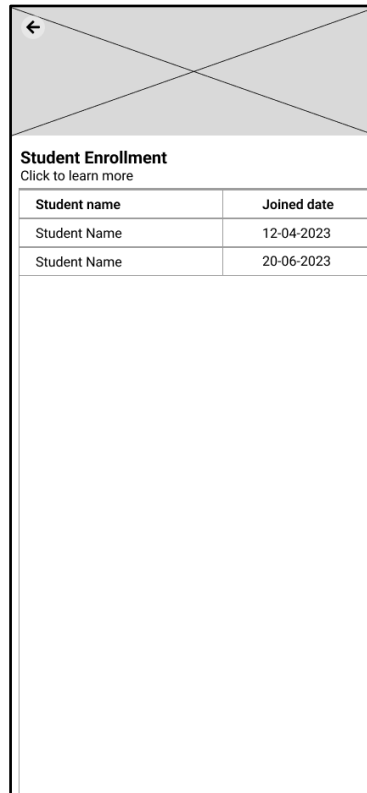 Student Enrollment
Click to learn more
Student name Joined date
Student Name 12-04-2023
Student Name 20-06-2023